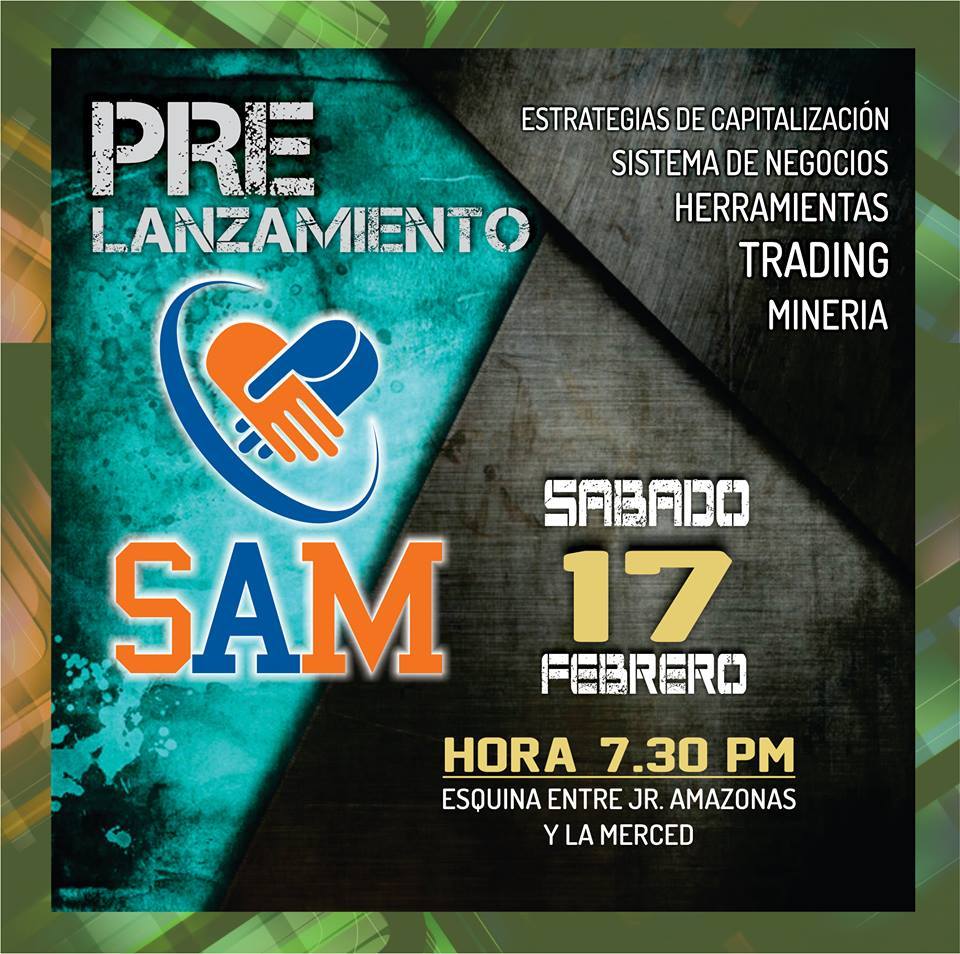 PRE
LANZAMIENTO
SAM
ESTRATEGIAS DE CAPITALIZACIÓN
SISTEMA DE NEGOCIOS
HERRAMIENTAS
TRADING
MINERIA
SABADO
17
FEBRERO
HORA 7.30 PM
ESQUINA ENTRE JR. AMAZONAS
Y LA MERCED